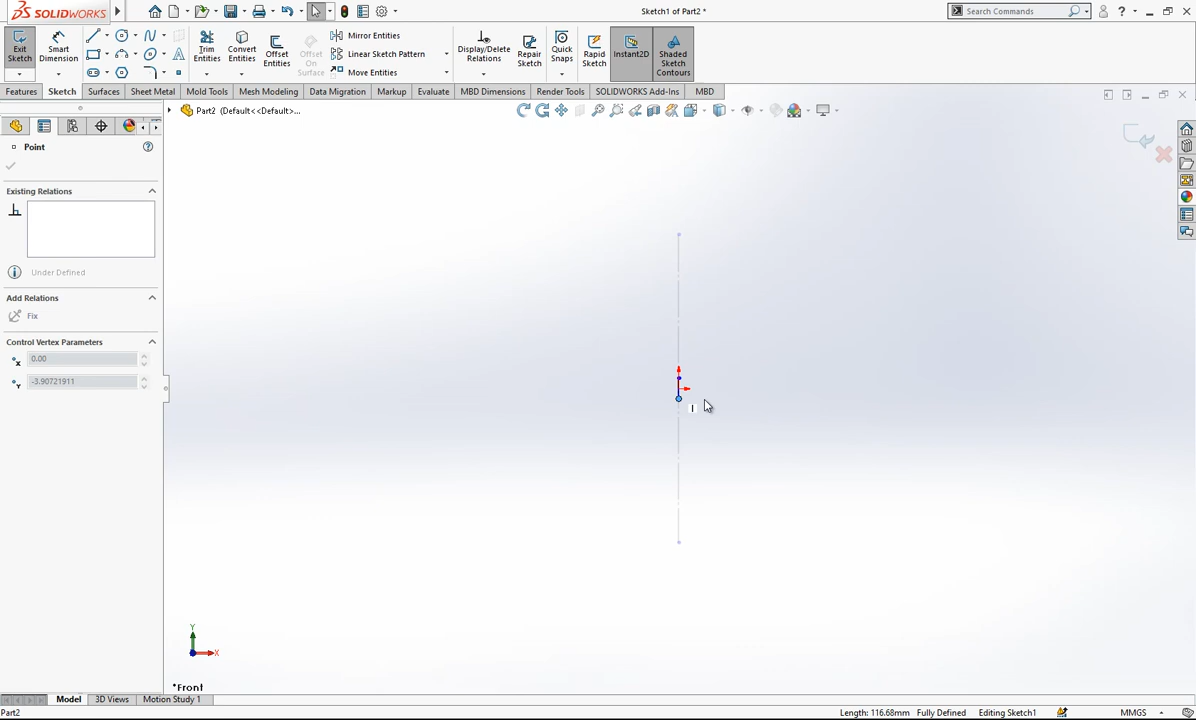 SOLIDWORKS
Sketch1 of Part2 *
Search Commands
Exit Sketch
Smart Dimension
Trim Entities
Convert Entities
Offset Entities
Offset On Surface
Mirror Entities
Linear Sketch Pattern
Move Entities
Display/Delete Relations
Repair Sketch
Quick Snaps
Rapid Sketch
Instant2D
Shaded Sketch Contours
Features Sketch Surfaces Sheet Metal Mold Tools Mesh Modeling Data Migration Markup Evaluate MBD Dimensions Render Tools SOLIDWORKS Add-Ins MBD
Part2 (Default<<Default>...
Point
Existing Relations
Under Defined
Add Relations
Fix
Control Vertex Parameters
0.00
-3.90721911
Y
X
*Front
Model 3D Views Motion Study 1
Part2 Length: 116.68mm Fully Defined Editing Sketch1 MMGS